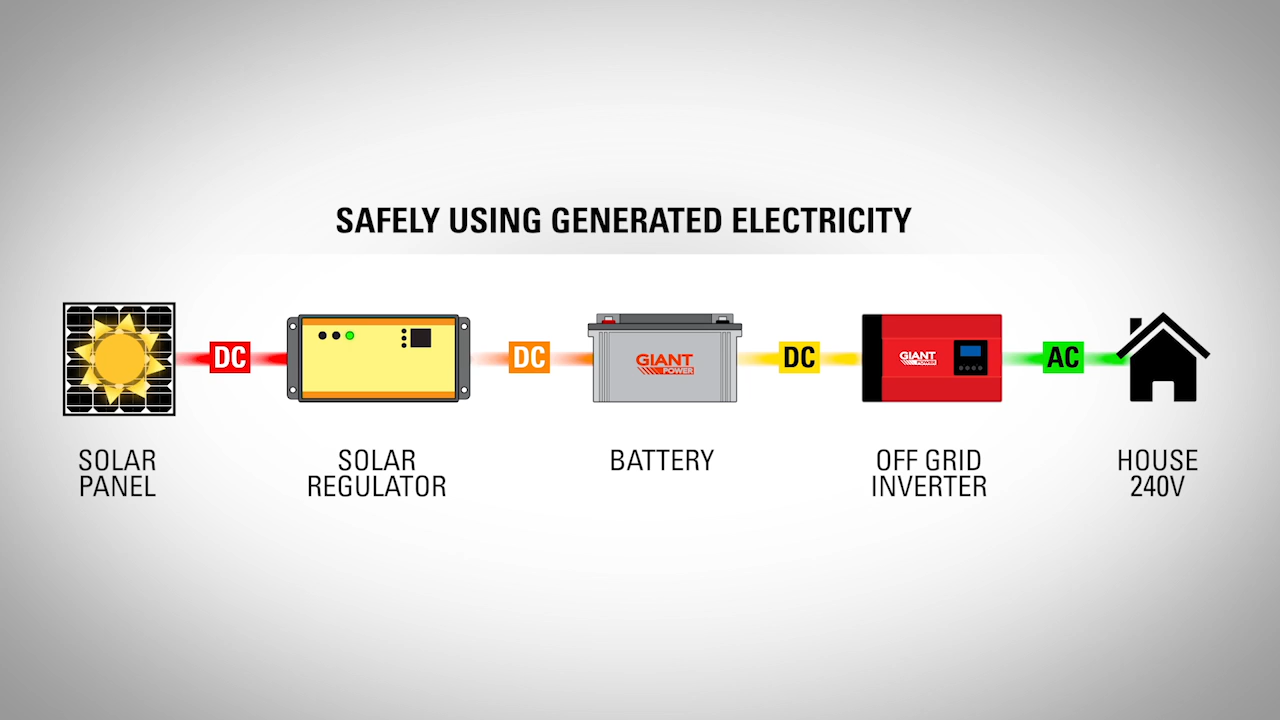 SAFELY USING GENERATED ELECTRICITY
DC
DC
GIANT
POWER
DC
GIANT
POWER
AC
SOLAR
PANEL
SOLAR
REGULATOR
BATTERY
OFF GRID
INVERTER
HOUSE
240V